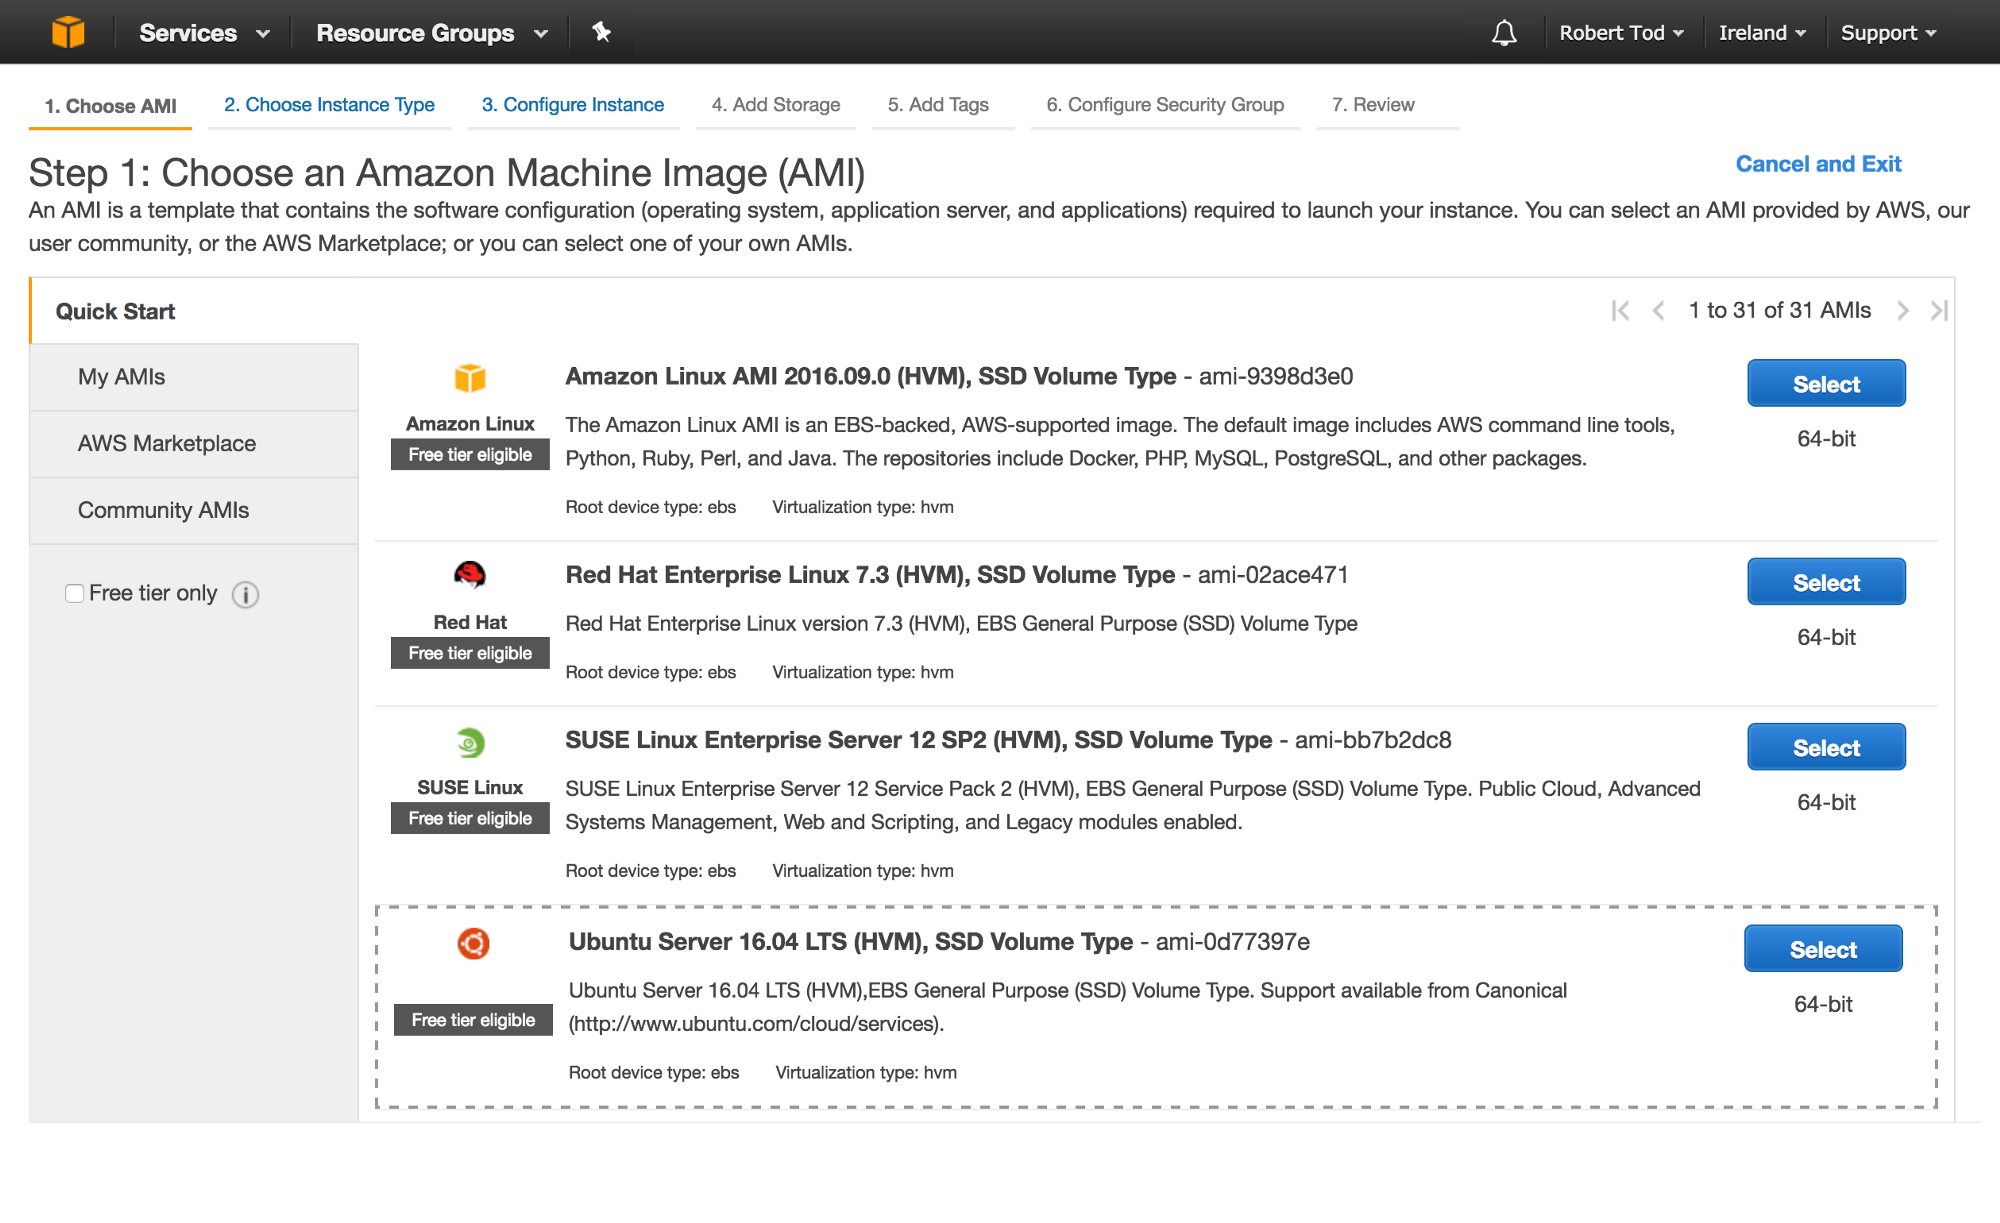 Services Resource Groups Robert Tod Ireland Support
1. Choose AMI 2. Choose Instance Type 3. Configure Instance 4. Add Storage 5. Add Tags 6. Configure Security Group 7. Review
Step 1: Choose an Amazon Machine Image (AMI)
Cancel and Exit
An AMI is a template that contains the software configuration (operating system, application server, and applications) required to launch your instance. You can select an AMI provided by AWS, our
user community, or the AWS Marketplace; or you can select one of your own AMIs.
Quick Start
My AMIs
AWS Marketplace
Community AMIs
Free tier only
1 to 31 of 31 AMIs
Amazon Linux
Free tier eligible
Amazon Linux AMI 2016.09.0 (HVM), SSD Volume Type - ami-9398d3e0
The Amazon Linux AMI is an EBS-backed, AWS-supported image. The default image includes AWS command line tools,
Python, Ruby, Perl, and Java. The repositories include Docker, PHP, MySQL, PostgreSQL, and other packages.
Root device type: ebs Virtualization type: hvm
Select
64-bit
Red Hat
Free tier eligible
Red Hat Enterprise Linux 7.3 (HVM), SSD Volume Type - ami-02ace471
Red Hat Enterprise Linux version 7.3 (HVM), EBS General Purpose (SSD) Volume Type
Root device type: ebs Virtualization type: hvm
Select
64-bit
SUSE Linux
Free tier eligible
SUSE Linux Enterprise Server 12 SP2 (HVM), SSD Volume Type - ami-bb7b2dc8
SUSE Linux Enterprise Server 12 Service Pack 2 (HVM), EBS General Purpose (SSD) Volume Type. Public Cloud, Advanced
Systems Management, Web and Scripting, and Legacy modules enabled.
Root device type: ebs Virtualization type: hvm
Select
64-bit
Free tier eligible
Ubuntu Server 16.04 LTS (HVM), SSD Volume Type - ami-0d77397e
Ubuntu Server 16.04 LTS (HVM),EBS General Purpose (SSD) Volume Type. Support available from Canonical
(http://www.ubuntu.com/cloud/services).
Root device type: ebs Virtualization type: hvm
Select
64-bit